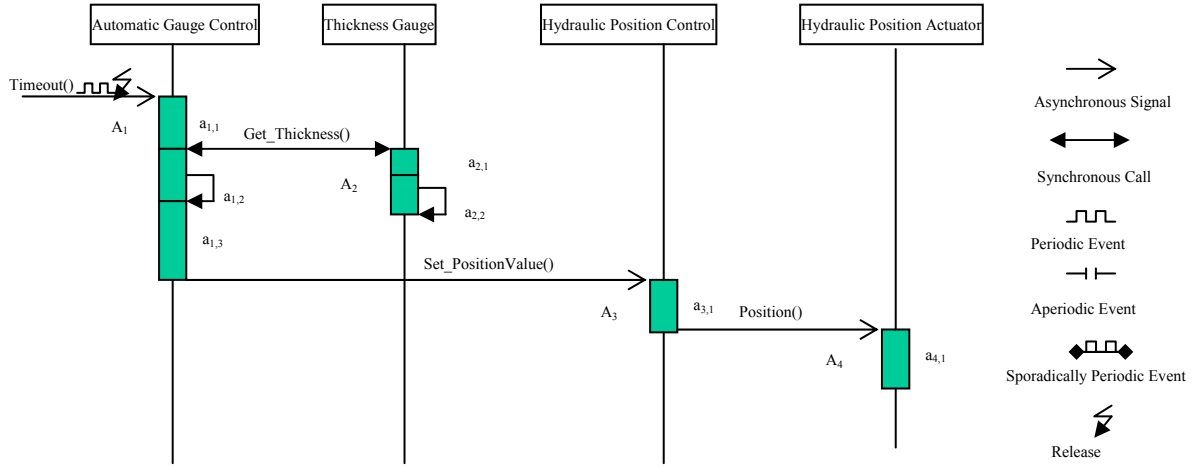 Automatic Gauge Control
Thickness Gauge
Hydraulic Position Control
Hydraulic Position Actuator
Timeout()
A1
a1,1
Get_Thickness()
A2
a2,1
a1,2
a2,2
a1,3
Set_PositionValue()
A3
a3,1
Position()
A4
a4,1
Asynchronous Signal
Synchronous Call
Periodic Event
Aperiodic Event
Sporadically Periodic Event
Release